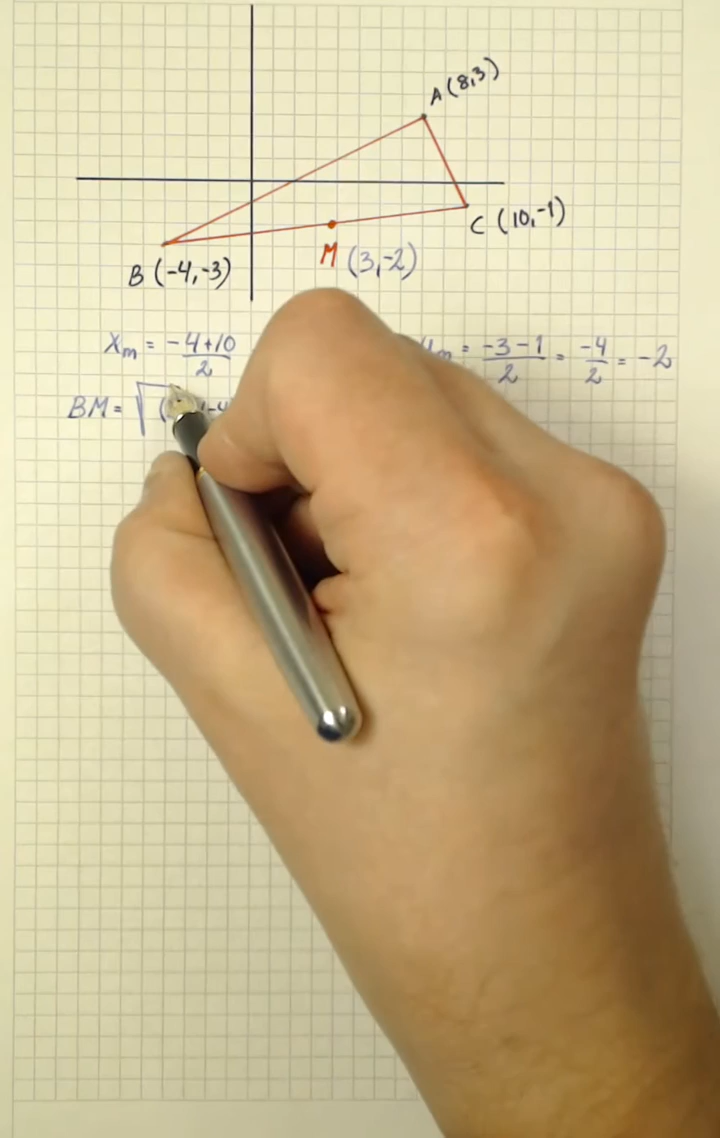 A(8,3)
C (10,-1)
M (3,-2)
B (-4,-3)
Xm = -4+10
2
m = -3-1 = -4 = -2
2 2
BM = √(
-4